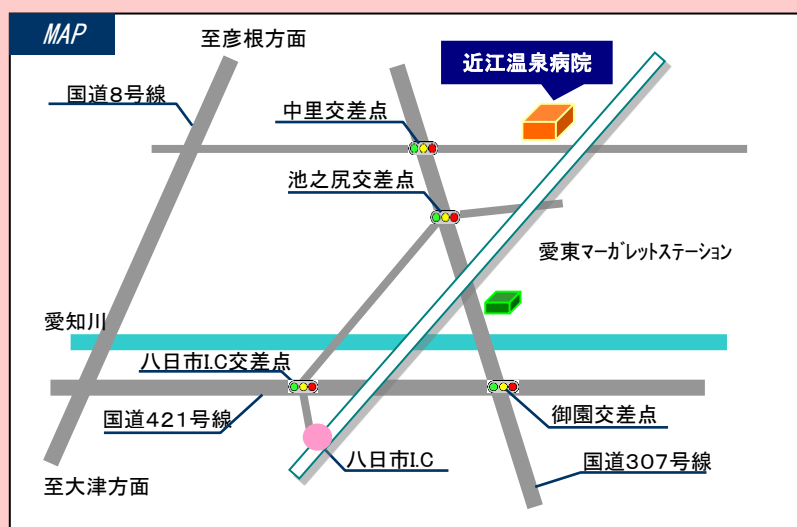 MAP
至彦根方面
近江温泉病院
国道8号線
中里交差点
池之尻交差点
愛東マーガレットステーション
愛知川
八日市I.C交差点
国道421号線
御園交差点
八日市I.C
国道307号線
至大津方面